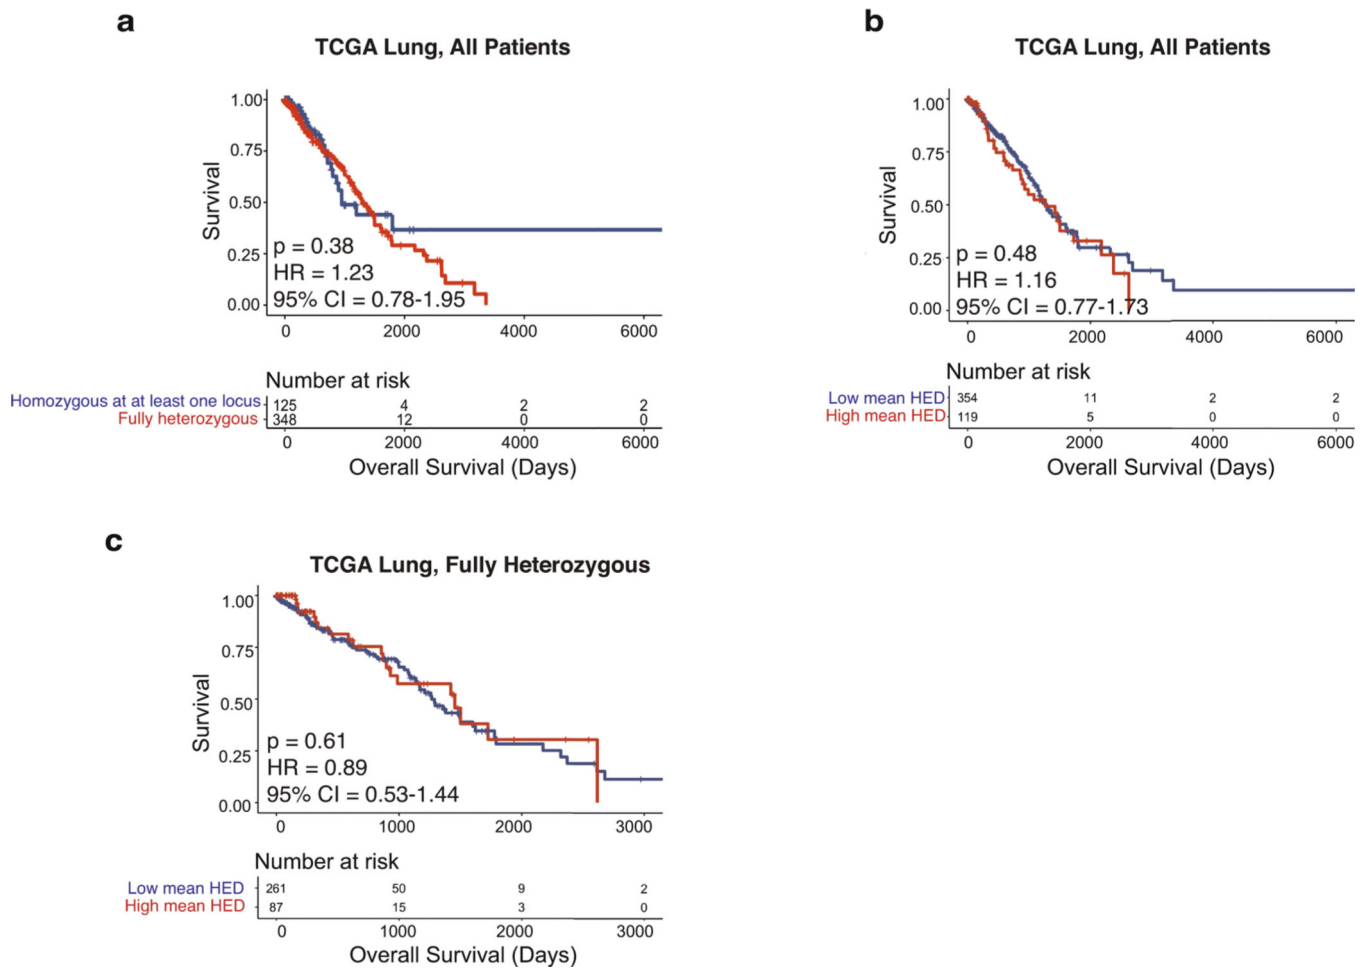 a
TCGA Lung, All Patients
1.00
0.75
0.50
0.25
0.00
Survival
p = 0.38
HR = 1.23
95% CI = 0.78-1.95
0 2000 4000 6000
Number at risk
Homozygous at at least one locus 125 4 2 2
Fully heterozygous 348 12 0 0
0 2000 4000 6000
Overall Survival (Days)
b
TCGA Lung, All Patients
1.00
0.75
0.50
0.25
0.00
Survival
p = 0.48
HR = 1.16
95% CI = 0.77-1.73
0 2000 4000 6000
Number at risk
Low mean HED 354 11 2 2
High mean HED 119 5 0 0
0 2000 4000 6000
Overall Survival (Days)
c
TCGA Lung, Fully Heterozygous
1.00
0.75
0.50
0.25
0.00
Survival
p = 0.61
HR = 0.89
95% CI = 0.53-1.44
0 1000 2000 3000
Number at risk
Low mean HED 261 50 9 2
High mean HED 87 15 3 0
0 1000 2000 3000
Overall Survival (Days)